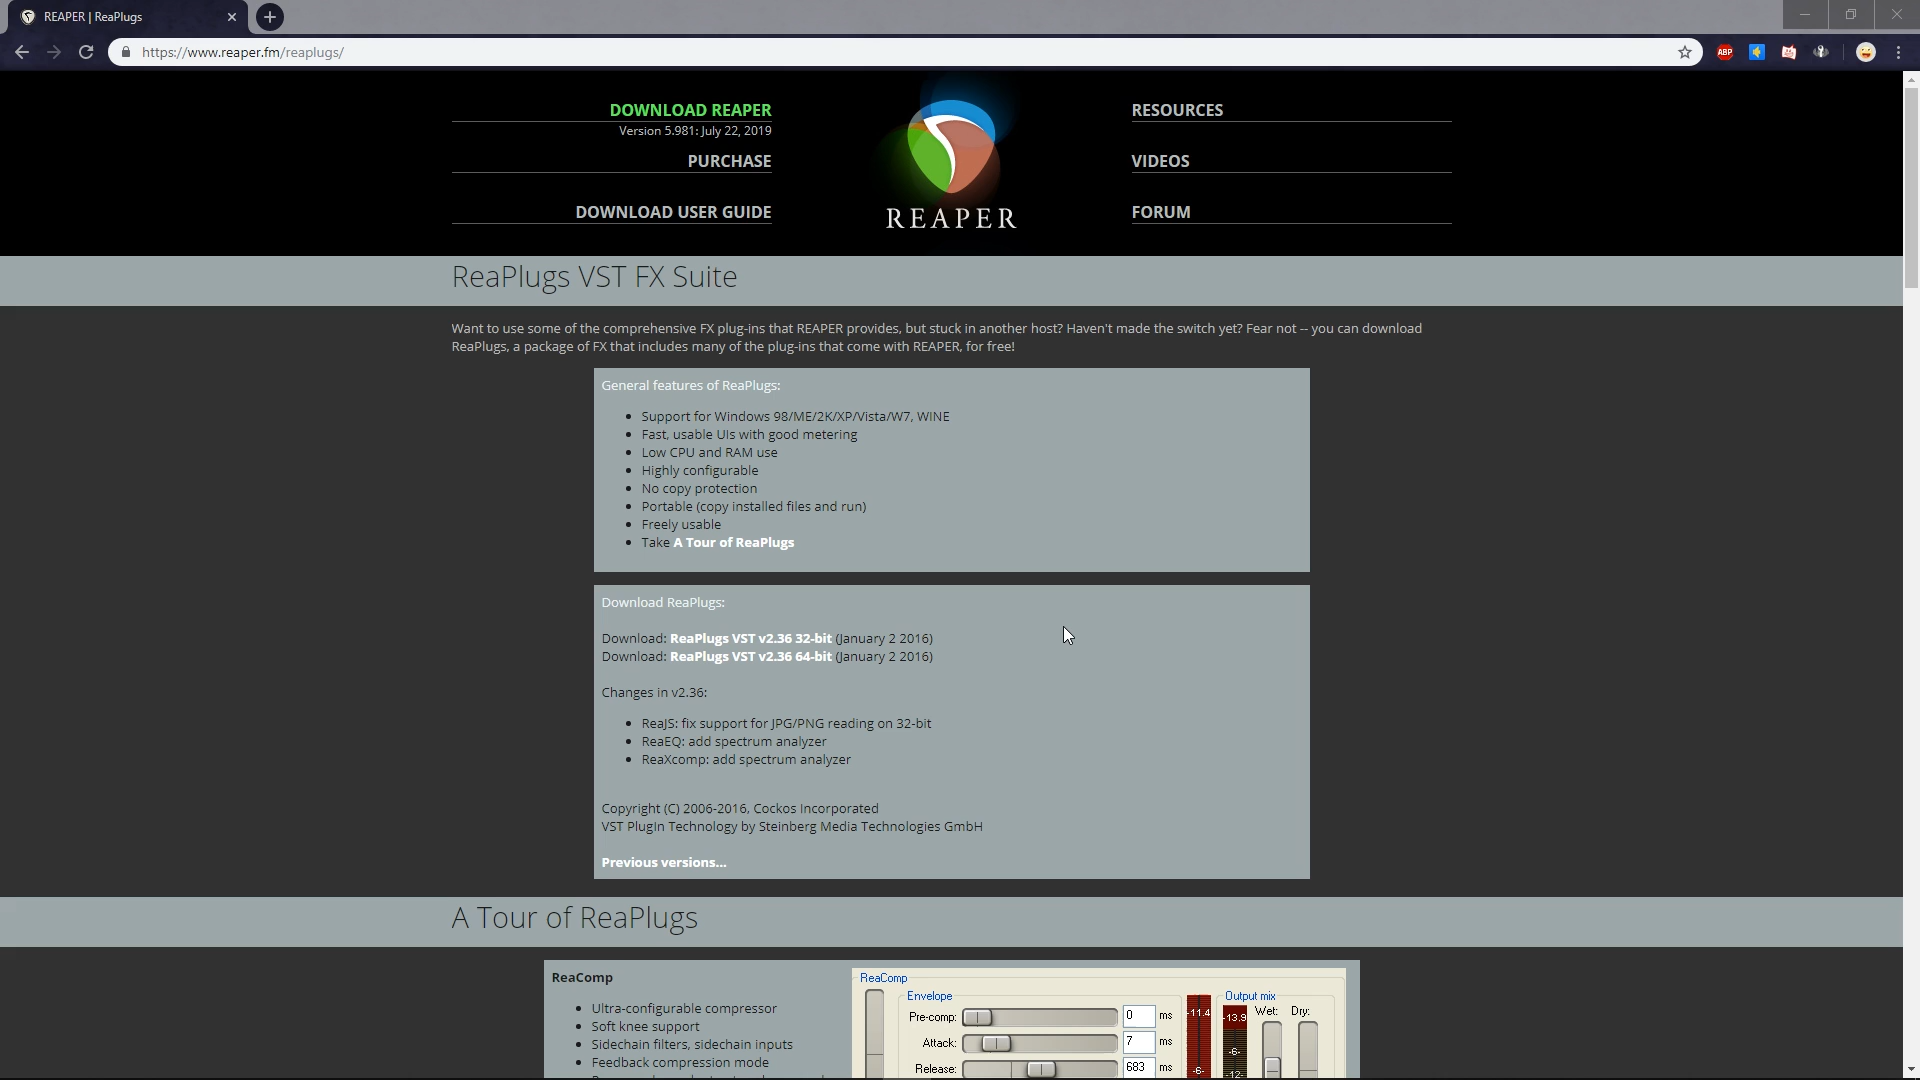 REAPER | ReaPlugs
https://www.reaper.fm/reaplugs/
ABP
DOWNLOAD REAPER
Version 5.981: July 22, 2019
PURCHASE
DOWNLOAD USER GUIDE
REAPER
RESOURCES
VIDEOS
FORUM
ReaPlugs VST FX Suite
Want to use some of the comprehensive FX plug-ins that REAPER provides, but stuck in another host? Haven't made the switch yet? Fear not -- you can download
ReaPlugs, a package of FX that includes many of the plug-ins that come with REAPER, for free!
General features of ReaPlugs:
Support for Windows 98/ME/2K/XP/Vista/W7, WINE
Fast, usable UIs with good metering
Low CPU and RAM use
Highly configurable
No copy protection
Portable (copy installed files and run)
Freely usable
Take A Tour of ReaPlugs
Download ReaPlugs:
Download: ReaPlugs VST v2.36 32-bit (January 2 2016)
Download: ReaPlugs VST v2.36 64-bit (January 2 2016)
Changes in v2.36:
ReaJS: fix support for JPG/PNG reading on 32-bit
ReaEQ: add spectrum analyzer
ReaXcomp: add spectrum analyzer
Copyright (C) 2006-2016, Cockos Incorporated
VST PlugIn Technology by Steinberg Media Technologies GmbH
Previous versions...
A Tour of ReaPlugs
ReaComp
Ultra-configurable compressor
Soft knee support
Sidechain filters, sidechain inputs
Feedback compression mode
ReaComp
Envelope
Pre-comp: 0 ms
Attack: 7 ms
Release: 683 ms
-11.4
-6-
Output mix
-13.9
Wet: Dry:
-6-
-12-